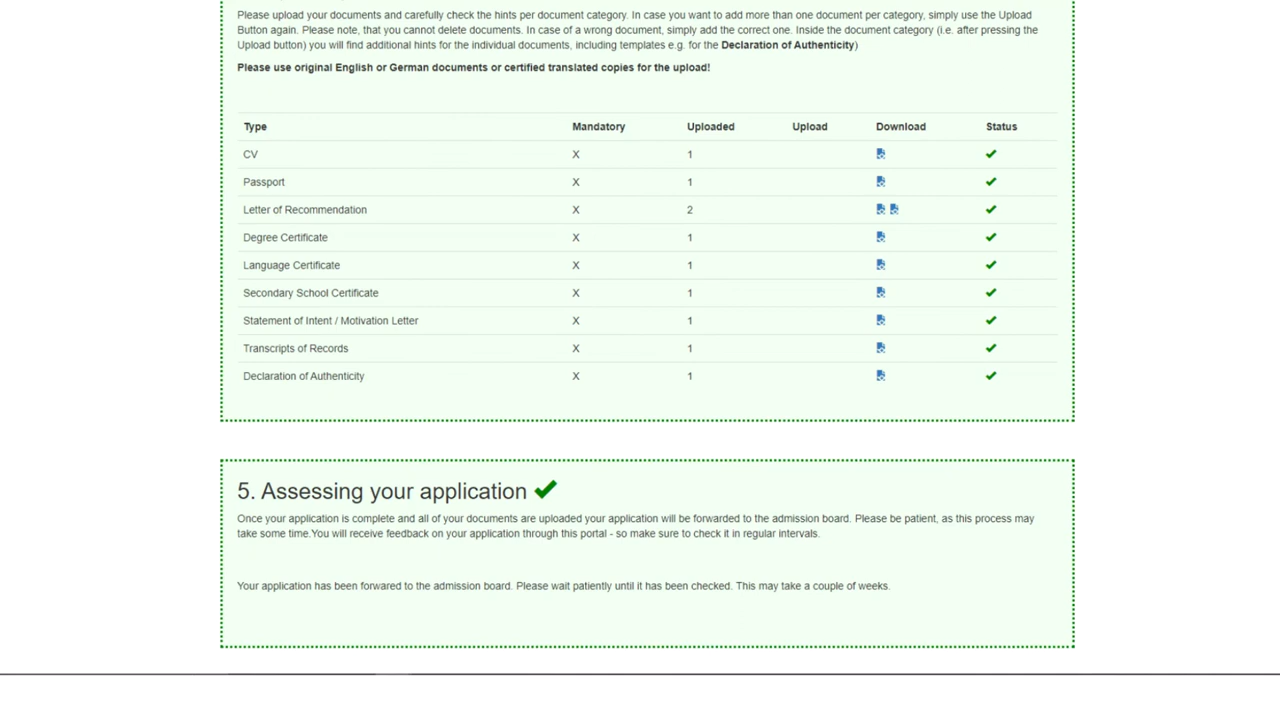 Please upload your documents and carefully check the hints per document category. In case you want to add more than one document per category, simply use the Upload
Button again. Please note, that you cannot delete documents. In case of a wrong document, simply add the correct one. Inside the document category (i.e. after pressing the
Upload button) you will find additional hints for the individual documents, including templates e.g. for the Declaration of Authenticity)
Please use original English or German documents or certified translated copies for the upload!
Type Mandatory Uploaded Upload Download Status
CV X 1
Passport X 1
Letter of Recommendation X 2
Degree Certificate X 1
Language Certificate X 1
Secondary School Certificate X 1
Statement of Intent / Motivation Letter X 1
Transcripts of Records X 1
Declaration of Authenticity X 1
5. Assessing your application
Once your application is complete and all of your documents are uploaded your application will be forwarded to the admission board. Please be patient, as this process may
take some time.You will receive feedback on your application through this portal - so make sure to check it in regular intervals.
Your application has been forwared to the admission board. Please wait patiently until it has been checked. This may take a couple of weeks.